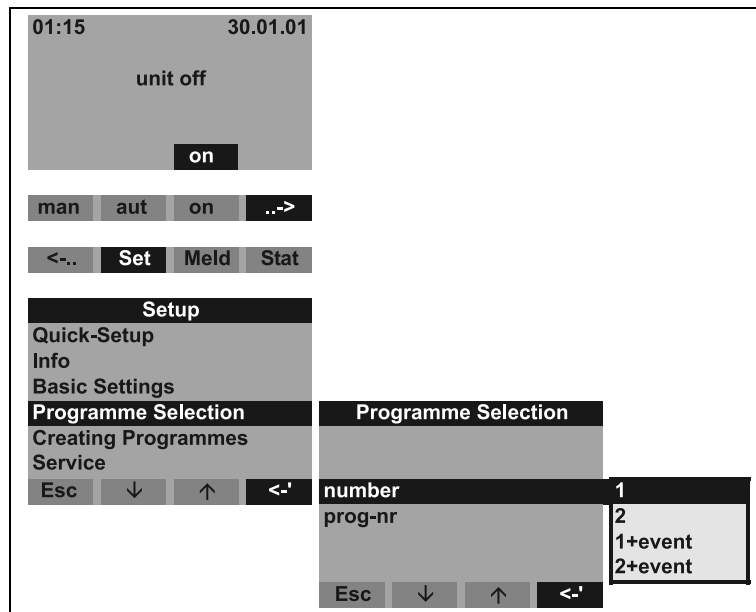 01:15 30.01.01
unit off
on
man aut on ..->
<-.. Set Meld Stat
Setup
Quick-Setup
Info
Basic Settings
Programme Selection
Creating Programmes
Service
Esc ↓ ↑ <-'
Programme Selection
number
prog-nr
Esc ↓ ↑ <-'
1
2
1+event
2+event